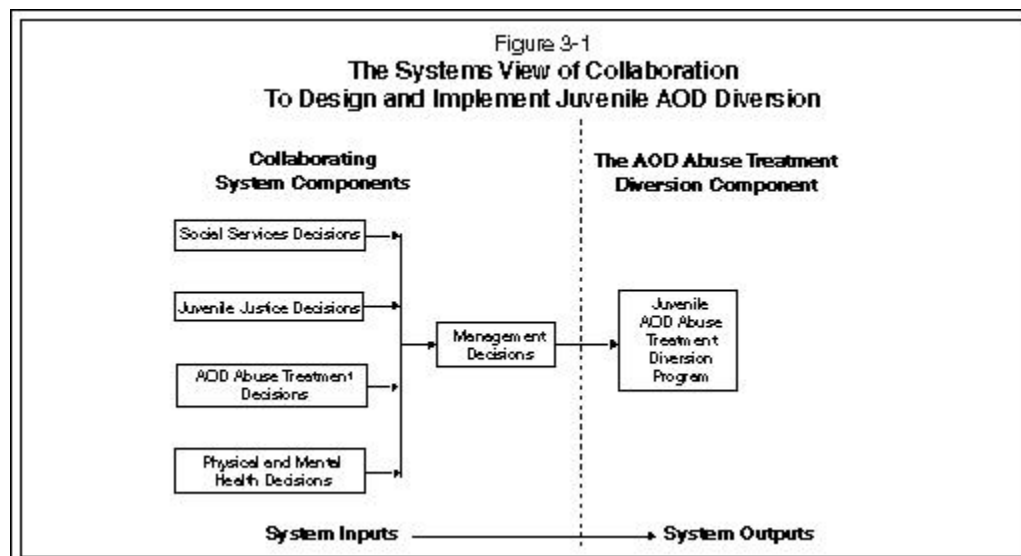 Figure 3-1
The Systems View of Collaboration
To Design and Implement Juvenile AOD Diversion
Collaborating
System Components
The AOD Abuse Treatment
Diversion Component
Social Services Decisions
Juvenile Justice Decisions
AOD Abuse Treatment
Decisions
Physical and Mental
Health Decisions
Management
Decisions
Juvenile
AOD Abuse
Treatment
Diversion
Program
System Inputs
System Outputs